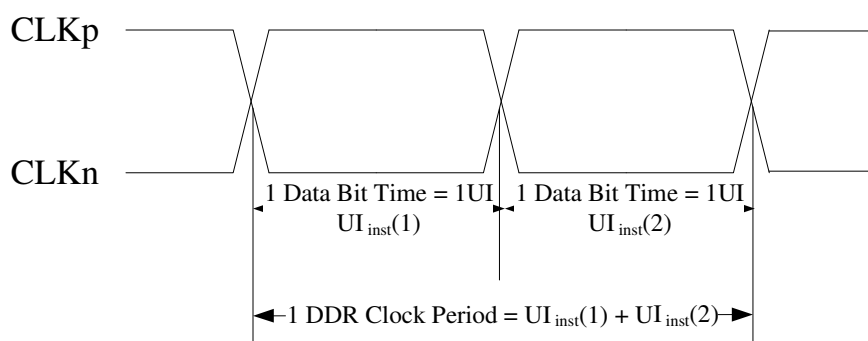 CLKp
CLKn
1 Data Bit Time = 1UI
UI inst(1)
1 Data Bit Time = 1UI
UI inst(2)
1 DDR Clock Period = UI inst(1) + UI inst(2)